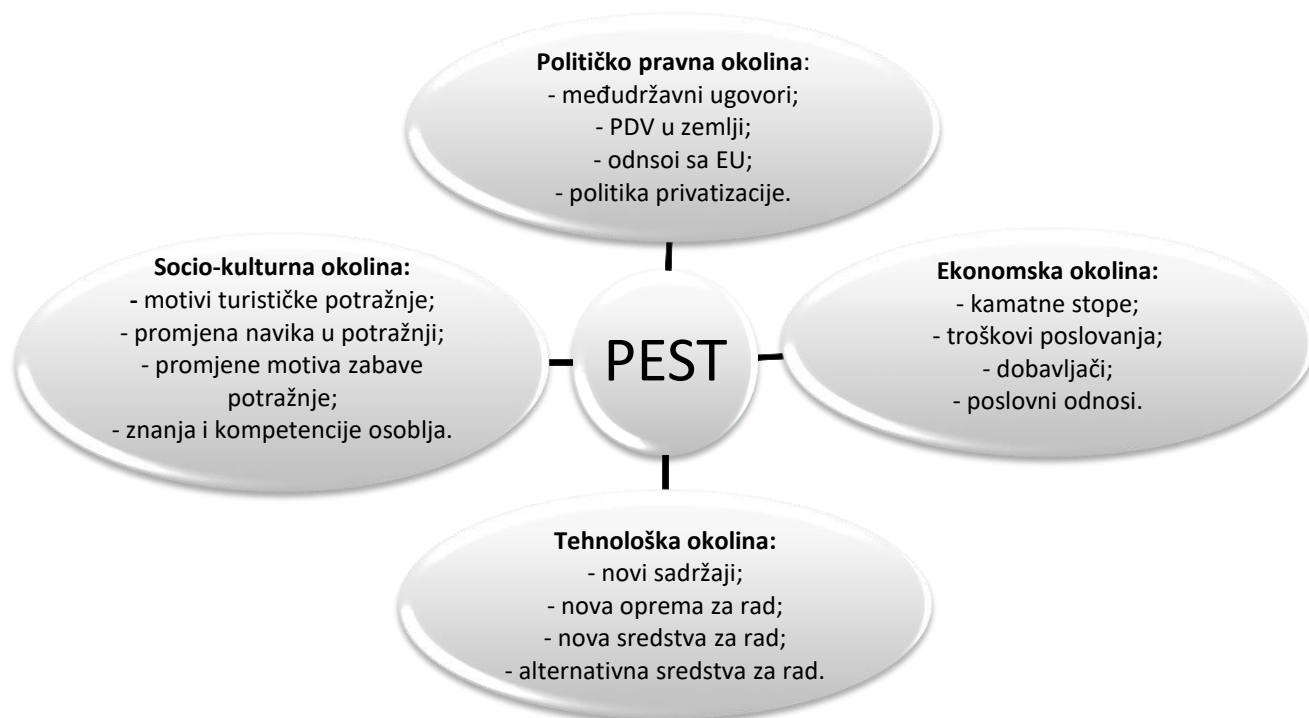 Političko pravna okolina:
- međudržavni ugovori;
- PDV u zemlji;
- odnsoi sa EU;
- politika privatizacije.
Socio-kulturna okolina:
- motivi turističke potražnje;
- promjena navika u potražnji;
- promjene motiva zabave
potražnje;
- znanja i kompetencije osoblja.
PEST
Ekonomska okolina:
- kamatne stope;
- troškovi poslovanja;
- dobavljači;
- poslovni odnosi.
Tehnološka okolina:
- novi sadržaji;
- nova oprema za rad;
- nova sredstva za rad;
- alternativna sredstva za rad.